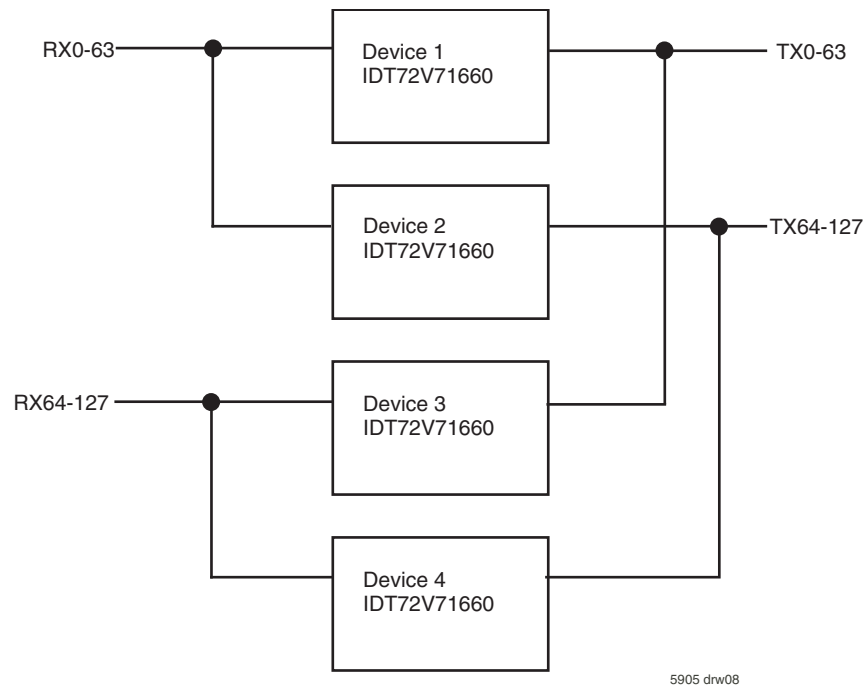 RX0-63
Device 1
IDT72V71660
TX0-63
Device 2
IDT72V71660
TX64-127
RX64-127
Device 3
IDT72V71660
Device 4
IDT72V71660
5905 drw08